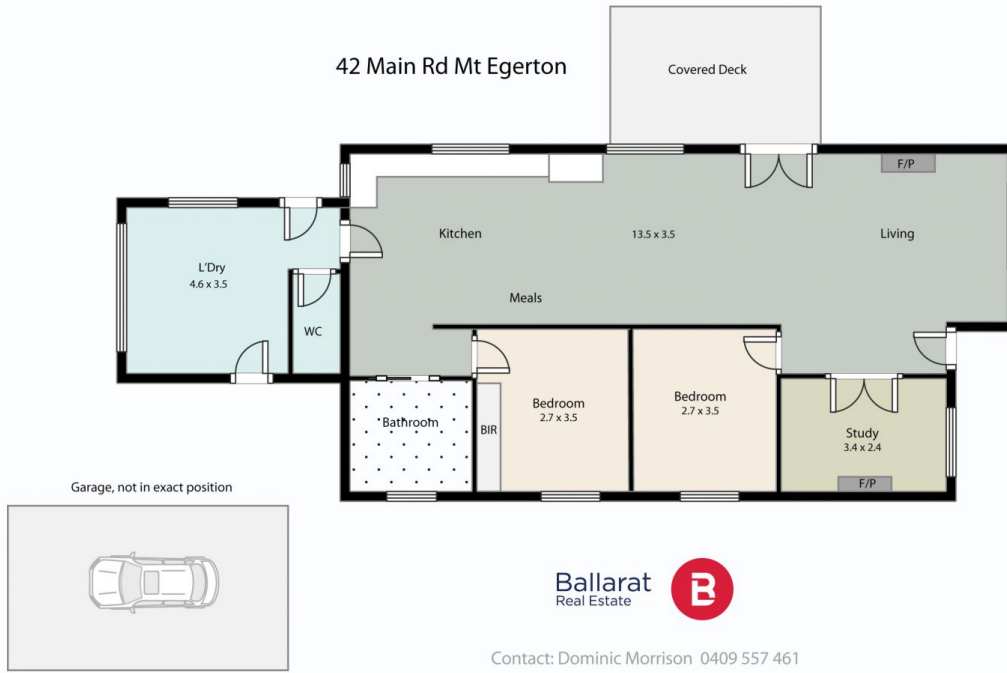 42 Main Rd Mt Egerton
Covered Deck
F/P
Kitchen
13.5 x 3.5
Living
L'Dry
4.6 x 3.5
Meals
WC
Bedroom
2.7 x 3.5
Bedroom
2.7 x 3.5
Bathroom
BIR
Study
3.4 x 2.4
F/P
Garage, not in exact position
Ballarat
Real Estate
B
Contact: Dominic Morrison 0409 557 461